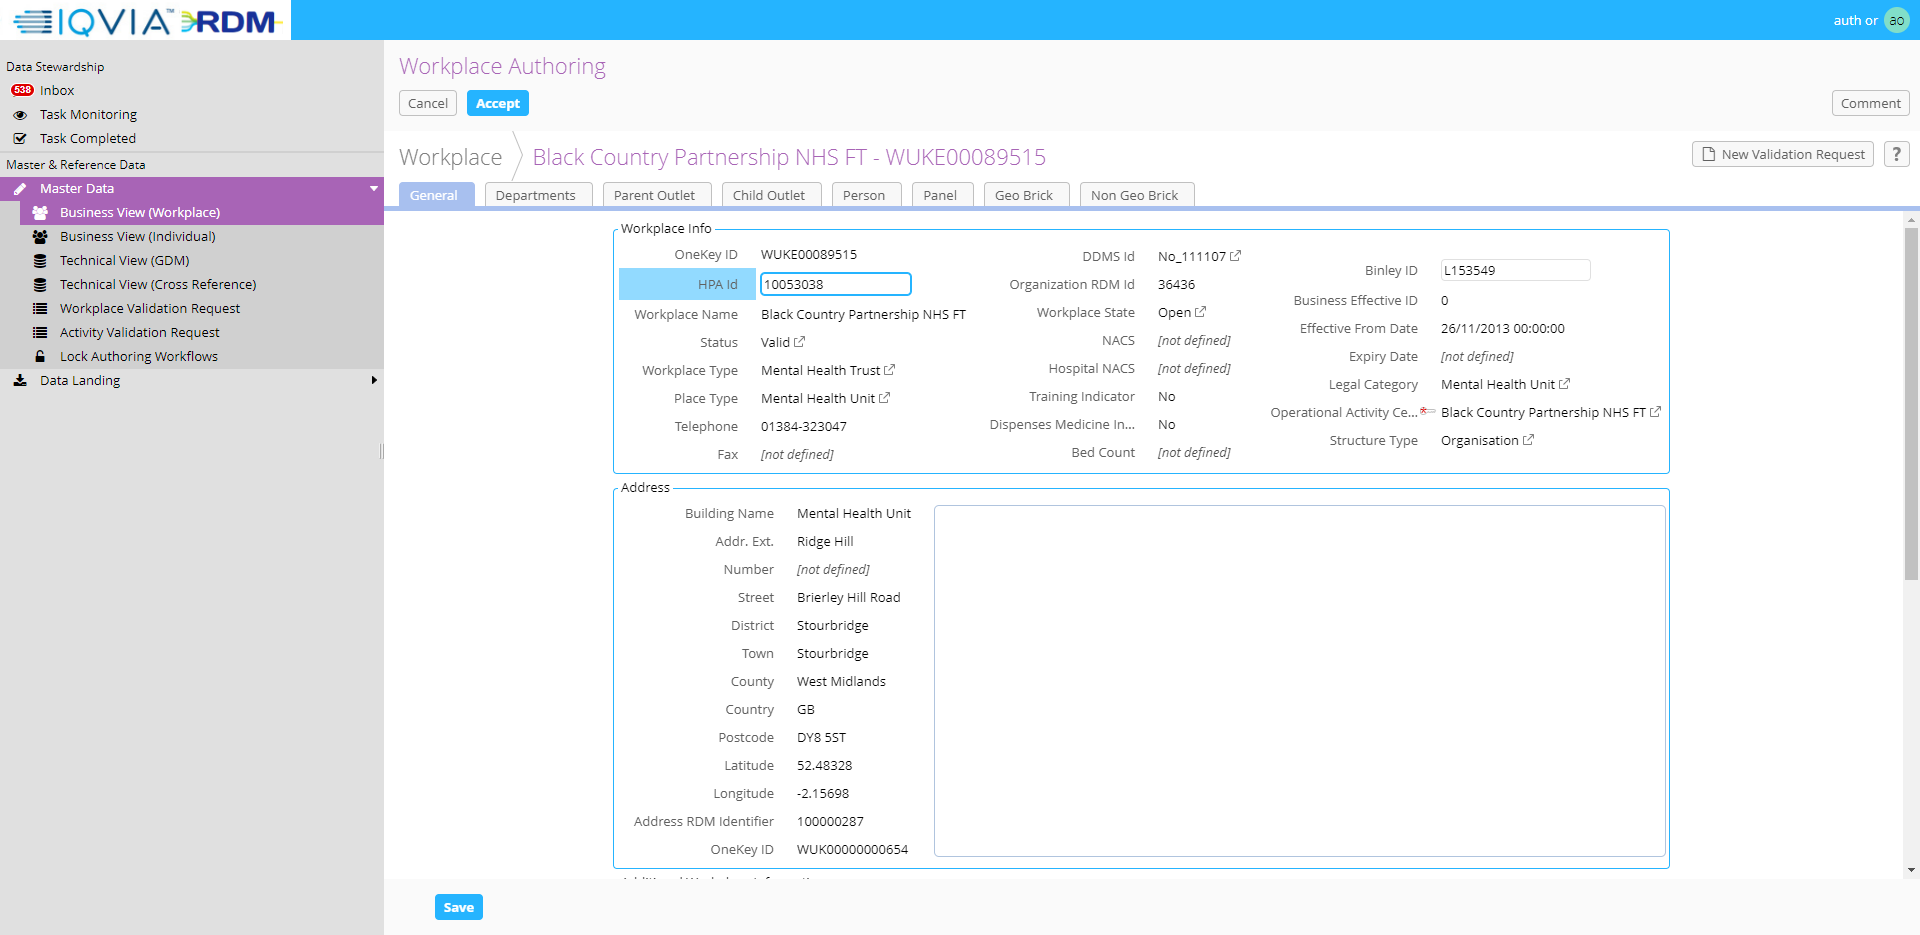 IQVIA™ RDM
auth or ao
Data Stewardship
538 Inbox
Task Monitoring
Task Completed
Master & Reference Data
Master Data
Business View (Workplace)
Business View (Individual)
Technical View (GDM)
Technical View (Cross Reference)
Workplace Validation Request
Activity Validation Request
Lock Authoring Workflows
Data Landing
Workplace Authoring
Cancel Accept Comment
Workplace Black Country Partnership NHS FT - WUKE00089515 New Validation Request ?
General Departments Parent Outlet Child Outlet Person Panel Geo Brick Non Geo Brick
Workplace Info
OneKey ID WUKE00089515
HPA Id 10053038
Workplace Name Black Country Partnership NHS FT
Status Valid
Workplace Type Mental Health Trust
Place Type Mental Health Unit
Telephone 01384-323047
Fax [not defined]
DDMS Id No_111107
Organization RDM Id 36436
Workplace State Open
NACS [not defined]
Hospital NACS [not defined]
Training Indicator No
Dispenses Medicine In... No
Bed Count [not defined]
Binley ID L153549
Business Effective ID 0
Effective From Date 26/11/2013 00:00:00
Expiry Date [not defined]
Legal Category Mental Health Unit
Operational Activity Ce... Black Country Partnership NHS FT
Structure Type Organisation
Address
Building Name Mental Health Unit
Addr. Ext. Ridge Hill
Number [not defined]
Street Brierley Hill Road
District Stourbridge
Town Stourbridge
County West Midlands
Country GB
Postcode DY8 5ST
Latitude 52.48328
Longitude -2.15698
Address RDM Identifier 100000287
OneKey ID WUK00000000654
Save